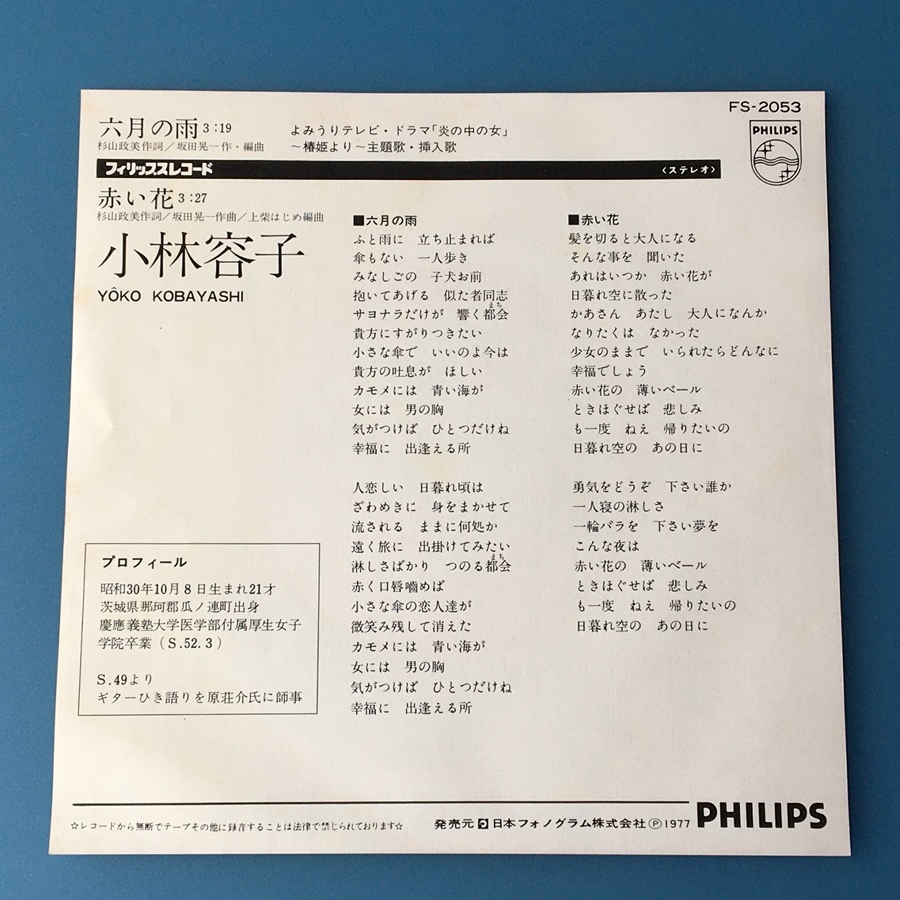 FS-2053
六月の雨3:19
杉山政美作詞/坂田晃一作・編曲
よみうりテレビ・ドラマ「炎の中の女」
〜椿姫より〜主題歌・挿入歌
PHILIPS
フィリップスレコード
〈ステレオ〉
赤い花3:27
杉山政美作詞/坂田晃一作曲/上柴はじめ編曲
小林容子
YÔKO KOBAYASHI
■六月の雨
ふと雨に 立ち止まれば
傘もない 一人歩き
みなしごの 子犬お前
抱いてあげる 似た者同志
サヨナラだけが 響く都会
まち
貴方にすがりつきたい
小さな傘で いいのよ今は
貴方の吐息が ほしい
カモメには 青い海が
女には 男の胸
気がつけば ひとつだけね
幸福に 出逢える所
人恋しい 日暮れ頃は
ざわめきに 身をまかせて
流される ままに何処か
遠く旅に 出掛けてみたい
淋しさばかり つのる都会
まち
赤く口唇噛めば
小さな傘の恋人達が
微笑み残して消えた
カモメには 青い海が
女には 男の胸
気がつけば ひとつだけね
幸福に 出逢える所
■赤い花
髪を切ると大人になる
そんな事を 聞いた
あれはいつか 赤い花が
日暮れ空に散った
かあさん あたし 大人になんか
なりたくは なかった
少女のままで いられたらどんなに
幸福でしょう
赤い花の 薄いベール
ときほぐせば 悲しみ
も一度 ねえ 帰りたいの
日暮れ空の あの日に
勇気をどうぞ 下さい誰か
一人寝の淋しさ
一輪バラを 下さい夢を
こんな夜は
赤い花の 薄いベール
ときほぐせば 悲しみ
も一度 ねえ 帰りたいの
日暮れ空の あの日に
プロフィール
昭和30年10月8日生まれ21才
茨城県那珂郡瓜ノ連町出身
慶應義塾大学医学部付属厚生女子
学院卒業(S.52.3)
S.49より
ギターひき語りを原荘介氏に師事
☆レコードから無断でテープその他に録音することは法律で禁じられております☆
発売元 日本フォノグラム株式会社Ⓟ1977
PHILIPS